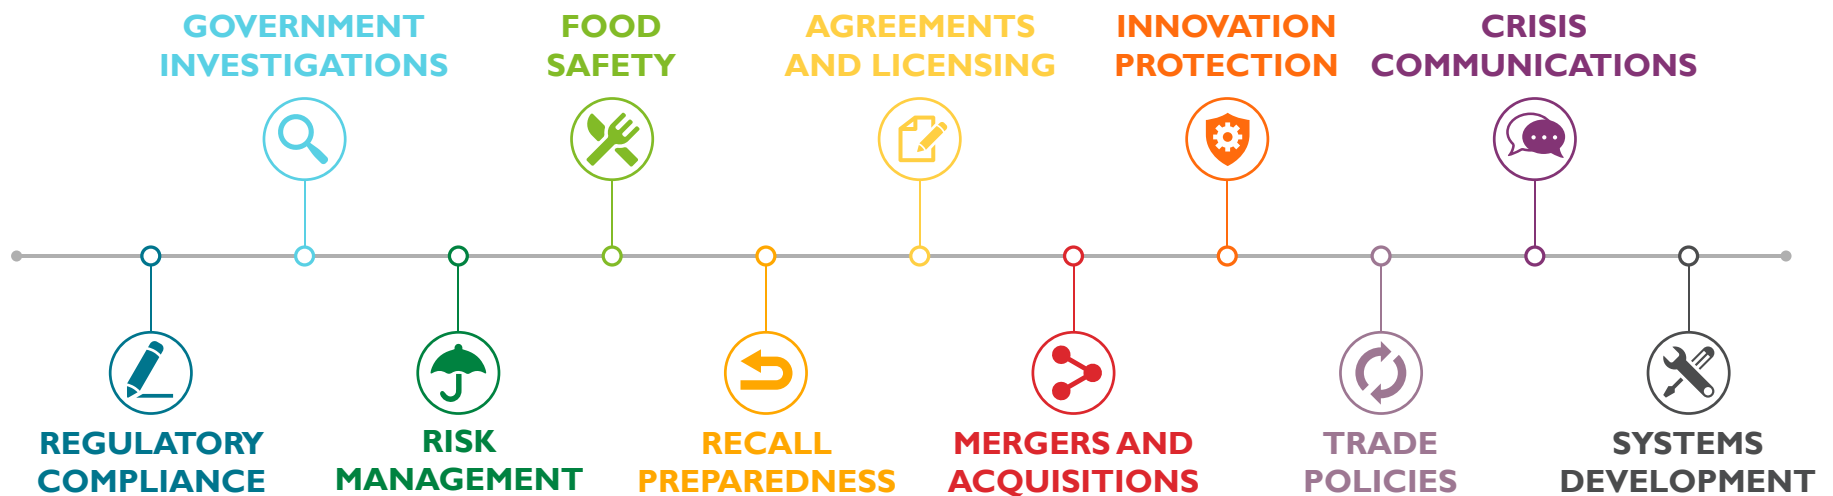 GOVERNMENT
INVESTIGATIONS
FOOD
SAFETY
AGREEMENTS
AND LICENSING
INNOVATION
PROTECTION
CRISIS
COMMUNICATIONS
REGULATORY
COMPLIANCE
RISK
MANAGEMENT
RECALL
PREPAREDNESS
MERGERS AND
ACQUISITIONS
TRADE
POLICIES
SYSTEMS
DEVELOPMENT